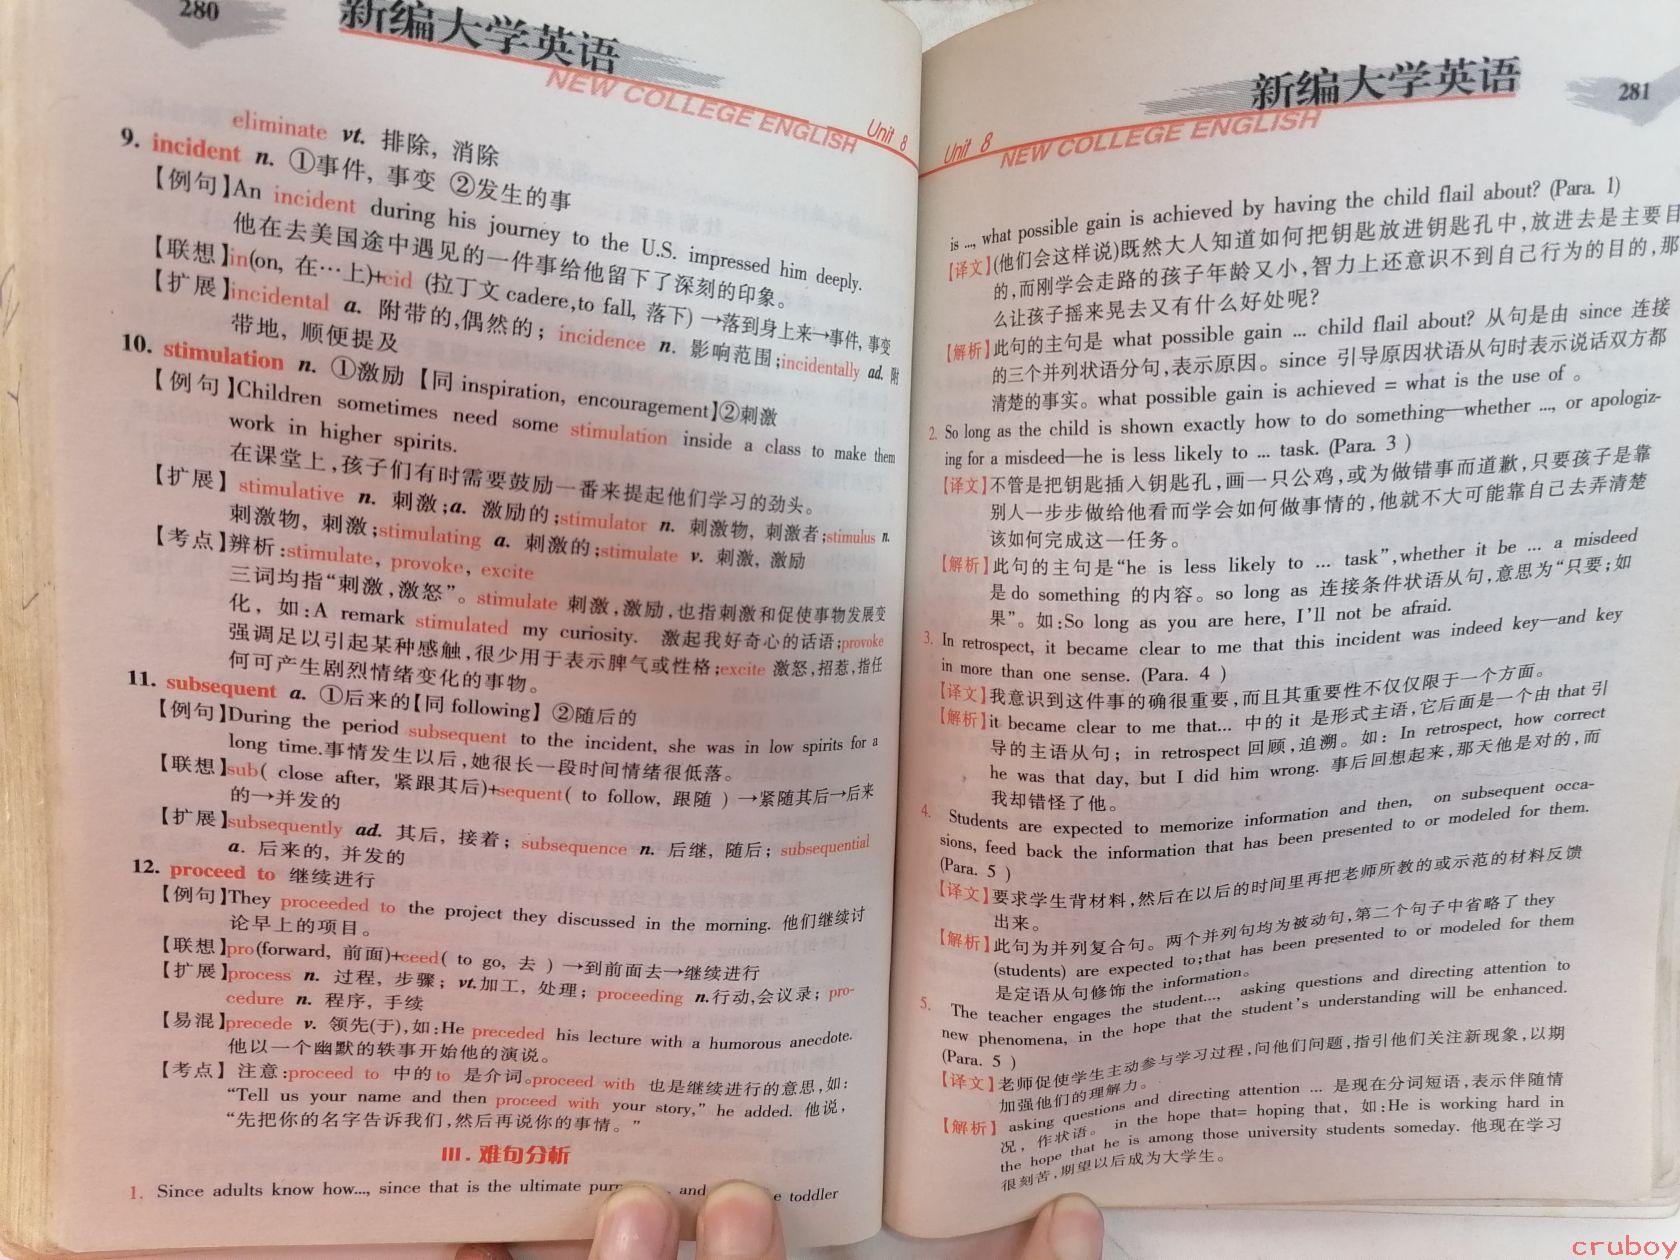 280
新编大学英语
NEW COLLEGE ENGLISH
Unit 8
eliminate vt. 排除, 消除
9. incident n. ①事件, 事变 ②发生的事
【例句】An incident during his journey to the U.S. impressed him deeply.
他在去美国途中遇见的一件事给他留下了深刻的印象。
【联想】in(on, 在…上)+cid (拉丁文 cadere,to fall, 落下) →落到身上来→事件, 事变
【扩展】incidental a. 附带的,偶然的; incidence n. 影响范围;incidentally ad. 附
带地, 顺便提及
10. stimulation n. ①激励【同 inspiration, encouragement】②刺激
【例句】Children sometimes need some stimulation inside a class to make them
work in higher spirits.
在课堂上,孩子们有时需要鼓励一番来提起他们学习的劲头。
【扩展】stimulative n. 刺激;a. 激励的;stimulator n. 刺激物, 刺激者;stimulus n.
刺激物, 刺激;stimulating a. 刺激的;stimulate v. 刺激, 激励
【考点】辨析:stimulate, provoke, excite
三词均指“刺激,激怒”。stimulate 刺激,激励,也指刺激和促使事物发展变
化, 如:A remark stimulated my curiosity. 激起我好奇心的话语;provoke
强调足以引起某种感触,很少用于表示脾气或性格;excite 激怒,招惹,指任
何可产生剧烈情绪变化的事物。
11. subsequent a. ①后来的【同 following】 ②随后的
【例句】During the period subsequent to the incident, she was in low spirits for a
long time.事情发生以后,她很长一段时间情绪很低落。
【联想】sub( close after, 紧跟其后)+sequent( to follow, 跟随 ) →紧随其后→后来
的→并发的
【扩展】subsequently ad. 其后, 接着; subsequence n. 后继, 随后; subsequential
a. 后来的, 并发的
12. proceed to 继续进行
【例句】They proceeded to the project they discussed in the morning. 他们继续讨
论早上的项目。
【联想】pro(forward, 前面)+ceed( to go, 去 ) →到前面去→继续进行
【扩展】process n. 过程, 步骤; vt.加工, 处理; proceeding n.行动,会议录; pro-
cedure n. 程序, 手续
【易混】precede v. 领先(于),如:He preceded his lecture with a humorous anecdote.
他以一个幽默的轶事开始他的演说。
【考点】注意:proceed to 中的to 是介词。proceed with 也是继续进行的意思,如:
“Tell us your name and then proceed with your story,” he added. 他说,
“先把你的名字告诉我们,然后再说你的事情。”
III. 难句分析
1. Since adults know how..., since that is the ultimate and toddler
新编大学英语
281
Unit 8
NEW COLLEGE ENGLISH
is ..., what possible gain is achieved by having the child flail about? (Para. 1)
【译文】(他们会这样说)既然大人知道如何把钥匙放进钥匙孔中,放进去是主要目
的,而刚学会走路的孩子年龄又小,智力上还意识不到自己行为的目的,那
么让孩子摇来晃去又有什么好处呢?
【解析】此句的主句是 what possible gain ... child flail about? 从句是由 since 连接
的三个并列状语分句,表示原因。since 引导原因状语从句时表示说话双方都
清楚的事实。what possible gain is achieved = what is the use of 。
2. So long as the child is shown exactly how to do something—whether ..., or apologiz-
ing for a misdeed—he is less likely to ... task. (Para. 3 )
【译文】不管是把钥匙插入钥匙孔,画一只公鸡,或为做错事而道歉,只要孩子是靠
别人一步步做给他看而学会如何做事情的,他就不大可能靠自己去弄清楚
该如何完成这一任务。
【解析】此句的主句是“he is less likely to ... task”,whether it be ... a misdeed
是 do something 的内容。so long as 连接条件状语从句,意思为“只要;如
果”。如:So long as you are here, I’ll not be afraid.
3. In retrospect, it became clear to me that this incident was indeed key—and key
in more than one sense. (Para. 4 )
【译文】我意识到这件事的确很重要,而且其重要性不仅仅限于一个方面。
【解析】it became clear to me that... 中的 it 是形式主语,它后面是一个由 that 引
导的主语从句; in retrospect 回顾,追溯。如: In retrospect, how correct
he was that day, but I did him wrong. 事后回想起来,那天他是对的,而
我却错怪了他。
4. Students are expected to memorize information and then, on subsequent occa-
sions, feed back the information that has been presented to or modeled for them.
(Para. 5 )
【译文】要求学生背材料,然后在以后的时间里再把老师所教的或示范的材料反馈
出来。
【解析】此句为并列复合句。两个并列句均为被动句,第二个句子中省略了 they
(students) are expected to;that has been presented to or modeled for them
是定语从句修饰 the information。
5. The teacher engages the student..., asking questions and directing attention to
new phenomena, in the hope that the student’s understanding will be enhanced.
(Para. 5 )
【译文】老师促使学生主动参与学习过程,问他们问题,指引他们关注新现象,以期
加强他们的理解力。
【解析】asking questions and directing attention ... 是现在分词短语,表示伴随情
况, 作状语。 in the hope that= hoping that, 如:He is working hard in
the hope that he is among those university students someday. 他现在学习
很刻苦,期望以后成为大学生。
cruboy